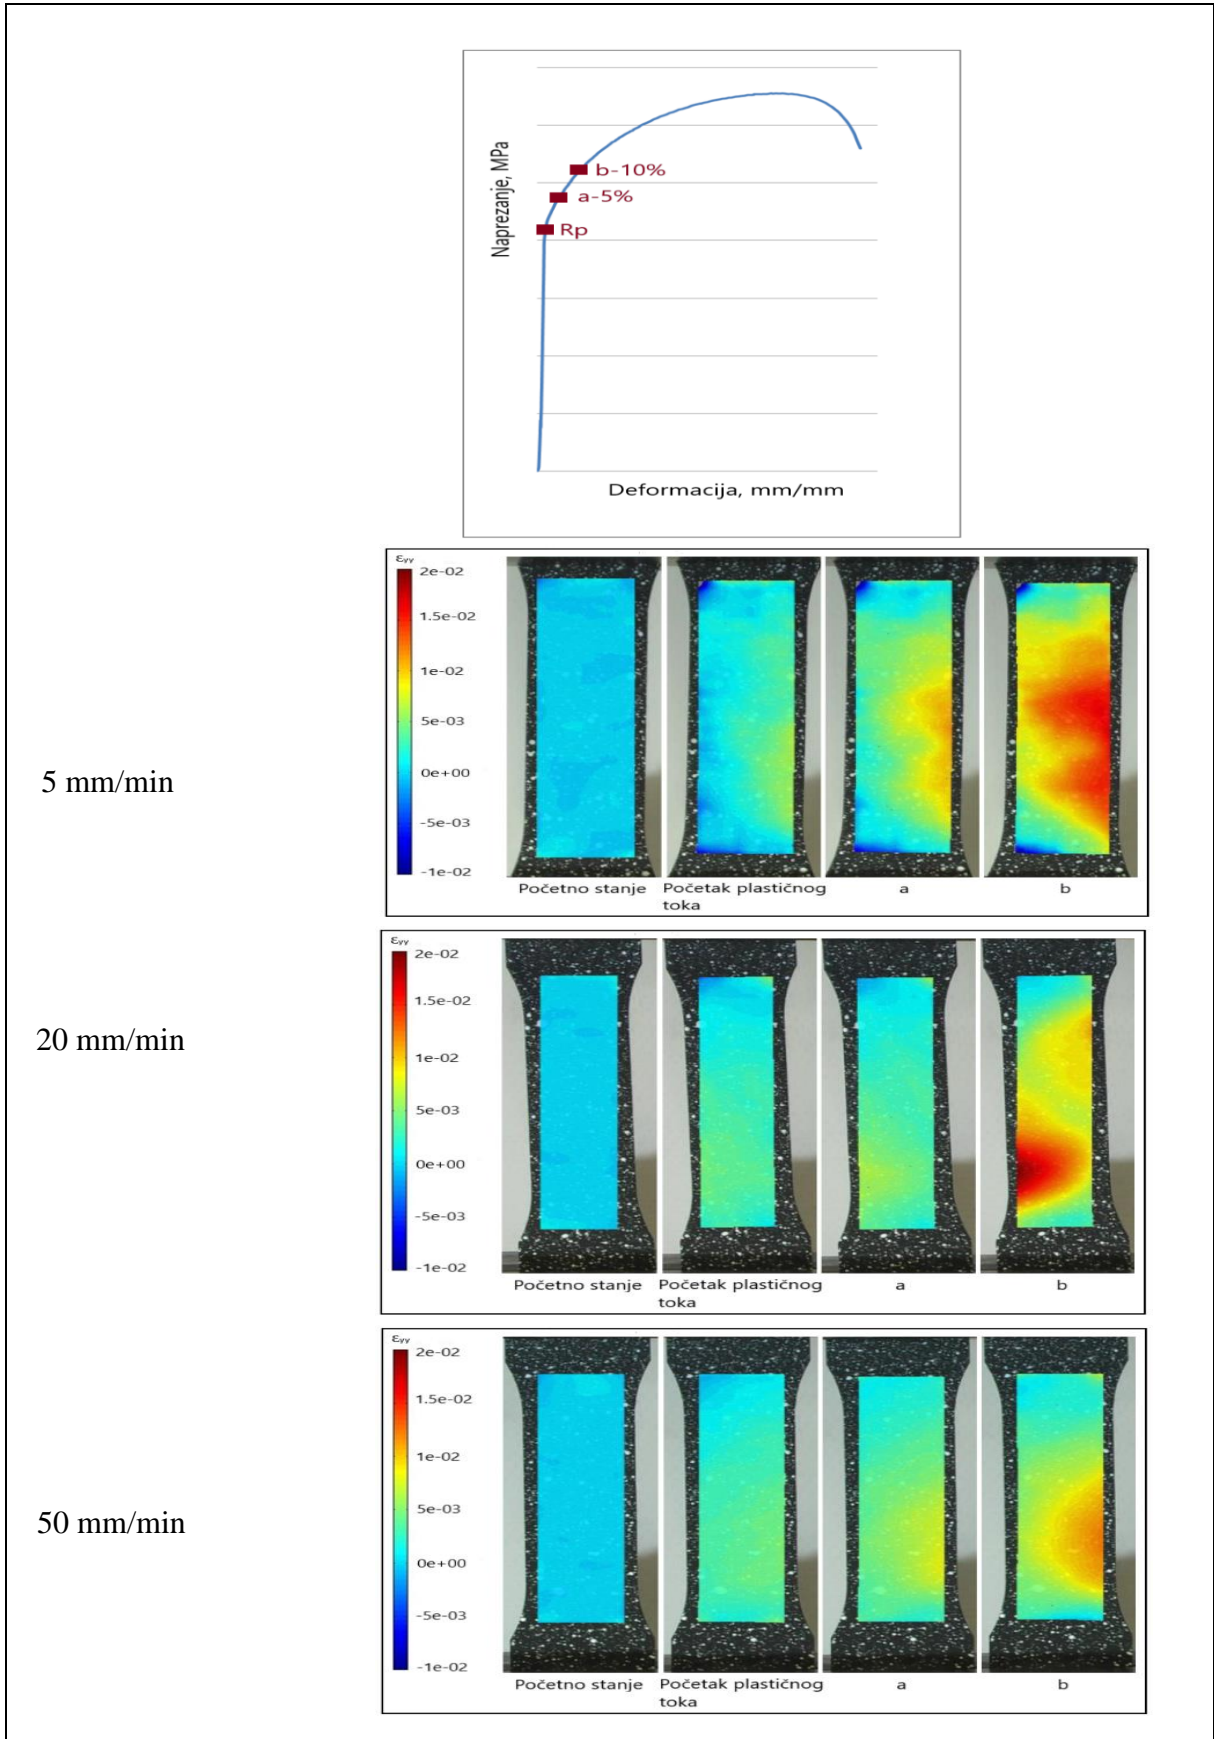 Naprezanje, MPa
b-10%
a-5%
Rp
Deformacija, mm/mm
5 mm/min
εyy
2e-02
1.5e-02
1e-02
5e-03
0e+00
-5e-03
-1e-02
Početno stanje
Početak plastičnog
toka
a
b
20 mm/min
εyy
2e-02
1.5e-02
1e-02
5e-03
0e+00
-5e-03
-1e-02
Početno stanje
Početak plastičnog
toka
a
b
50 mm/min
εyy
2e-02
1.5e-02
1e-02
5e-03
0e+00
-5e-03
-1e-02
Početno stanje
Početak plastičnog
toka
a
b